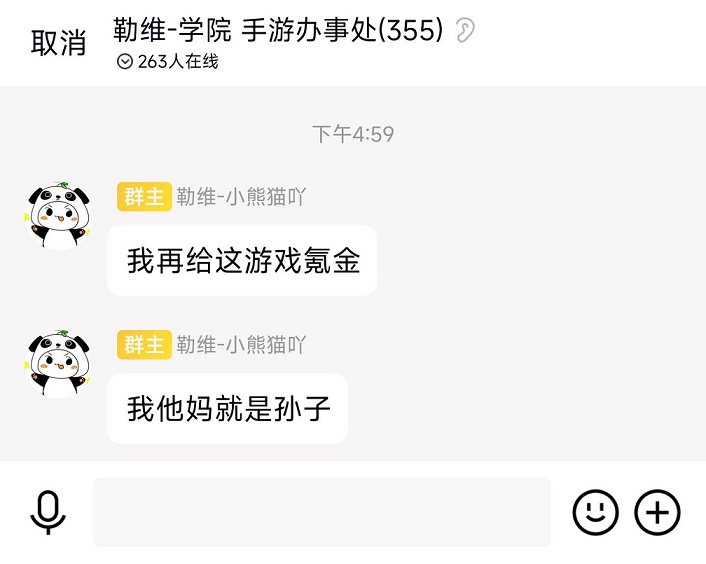 取消
勒维-学院 手游办事处(355)
263人在线
下午4:59
群主 勒维-小熊猫吖
我再给这游戏氪金
群主 勒维-小熊猫吖
我他妈就是孙子